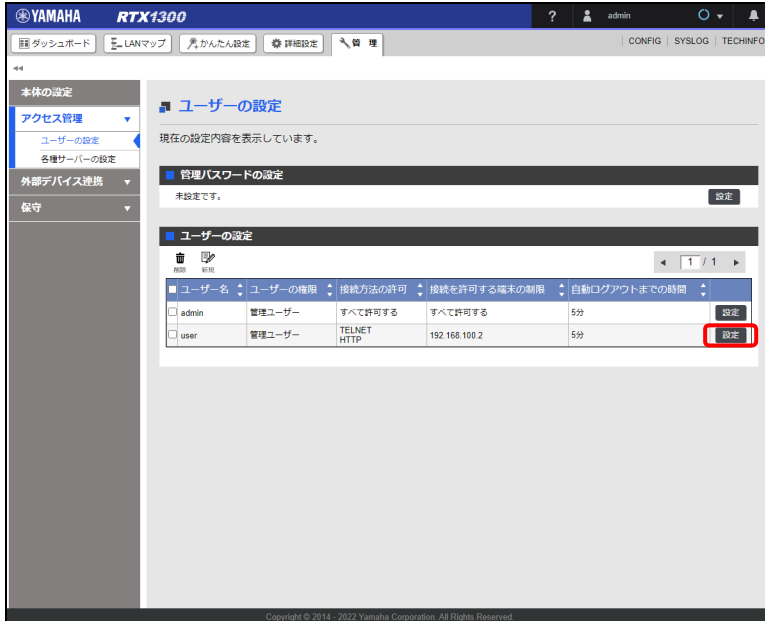 YAMAHA RTX1300 ? admin
ダッシュボード LANマップ かんたん設定 詳細設定 管理 CONFIG SYSLOG TECHINFO
本体の設定
アクセス管理
ユーザーの設定
各種サーバーの設定
外部デバイス連携
保守
ユーザーの設定
現在の設定内容を表示しています。
管理パスワードの設定
未設定です。 設定
ユーザーの設定
削除 新規 1 / 1
ユーザー名 ユーザーの権限 接続方法の許可 接続を許可する端末の制限 自動ログアウトまでの時間
admin 管理ユーザー すべて許可する すべて許可する 5分 設定
user 管理ユーザー TELNET HTTP 192.168.100.2 5分 設定
Copyright © 2014 - 2022 Yamaha Corporation. All Rights Reserved.